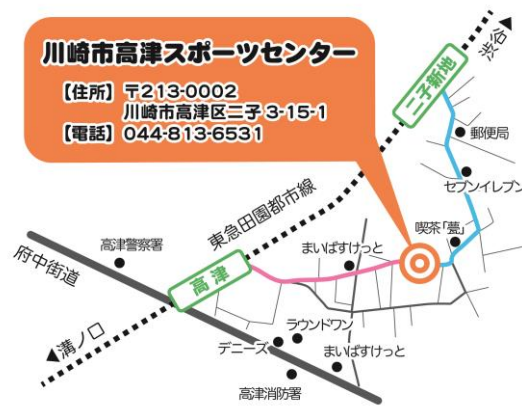 川崎市高津スポーツセンター
【住所】〒213-0002
川崎市高津区二子3-15-1
【電話】044-813-6531
渋谷
二子新地
郵便局
セブンイレブン
東急田園都市線
喫茶「甍」
まいばすけっと
高津警察署
府中街道
高津
溝ノ口
ラウンドワン
デニーズ
まいばすけっと
高津消防署